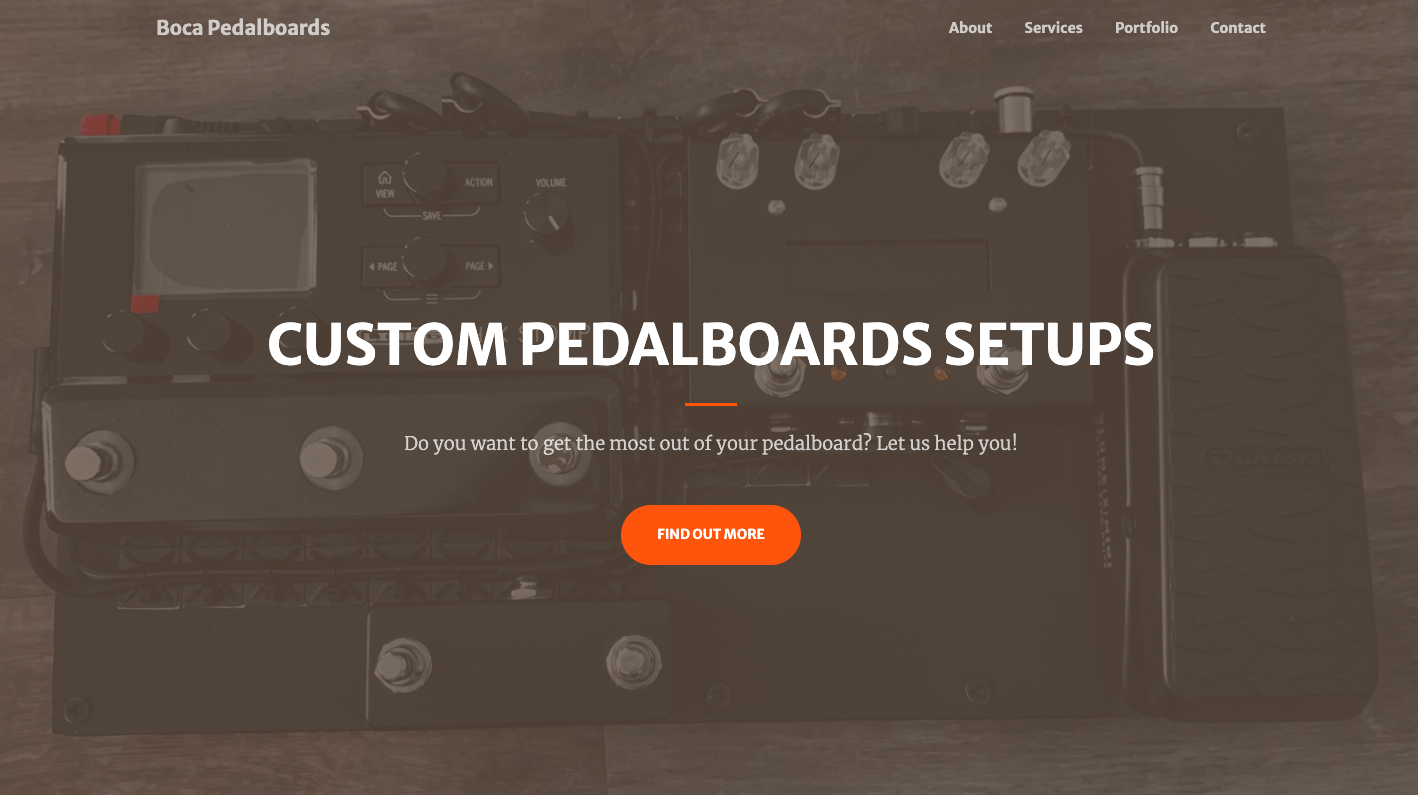 Boca Pedalboards
About Services Portfolio Contact
VIEW
ACTION
SAVE
VOLUME
PAGE
PAGE
CUSTOM PEDALBOARDS SETUPS
Do you want to get the most out of your pedalboard? Let us help you!
FIND OUT MORE